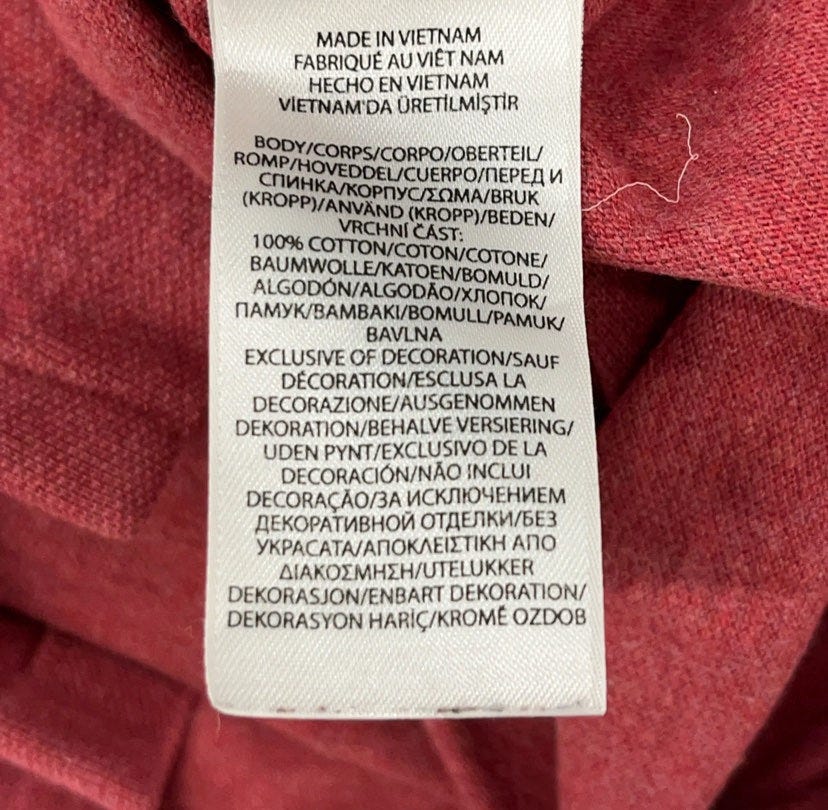 MADE IN VIETNAM
FABRIQUÉ AU VIÊT NAM
HECHO EN VIETNAM
VİETNAM'DA ÜRETİLMİŞTİR
BODY/CORPS/CORPO/OBERTEIL/
ROMP/HOVEDDEL/CUERPO/ПЕРЕД И
СПИНКА/КОРПУС/ΣΩΜΑ/BRUK
(KROPP)/ANVÄND (KROPP)/BEDEN/
VRCHNÍ ČÁST:
100% COTTON/COTON/COTONE/
BAUMWOLLE/KATOEN/BOMULD/
ALGODÓN/ALGODÃO/ХЛОПОК/
ПАМУК/BAMBAKI/BOMULL/PAMUK/
BAVLNA
EXCLUSIVE OF DECORATION/SAUF
DÉCORATION/ESCLUSA LA
DECORAZIONE/AUSGENOMMEN
DEKORATION/BEHALVE VERSIERING/
UDEN PYNT/EXCLUSIVO DE LA
DECORACIÓN/NÃO INCLUI
DECORAÇÃO/ЗА ИСКЛЮЧЕНИЕМ
ДЕКОРАТИВНОЙ ОТДЕЛКИ/БЕЗ
УКРАСАТА/ΑΠΟΚΛΕΙΣΤΙΚΗ ΑΠΟ
ΔΙΑΚΟΣΜΗΣΗ/UTELUKKER
DEKORASJON/ENBART DEKORATION/
DEKORASYON HARİÇ/KROMĚ OZDOB